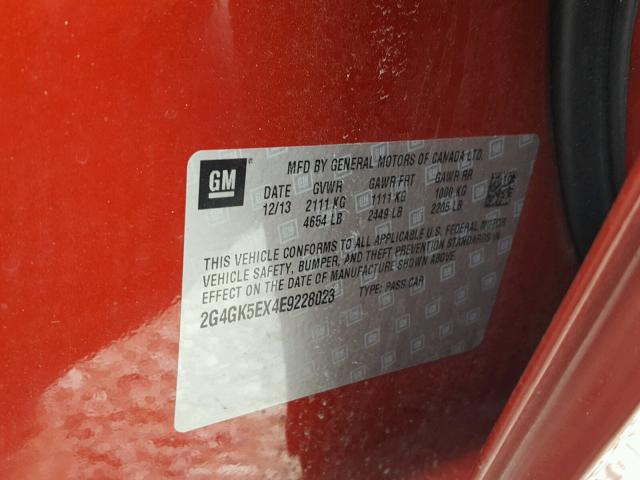 GM
MFD BY GENERAL MOTORS OF CANADA LTD.
DATE GVWR GAWR FRT GAWR RR
12/13 2111 KG 1111 KG 1000 KG
4654 LB 2449 LB 2205 LB
THIS VEHICLE CONFORMS TO ALL APPLICABLE U.S. FEDERAL MOTOR
VEHICLE SAFETY, BUMPER, AND THEFT PREVENTION STANDARDS IN
EFFECT ON THE DATE OF MANUFACTURE SHOWN ABOVE.
2G4GK5EX4E9228023 TYPE: PASS CAR